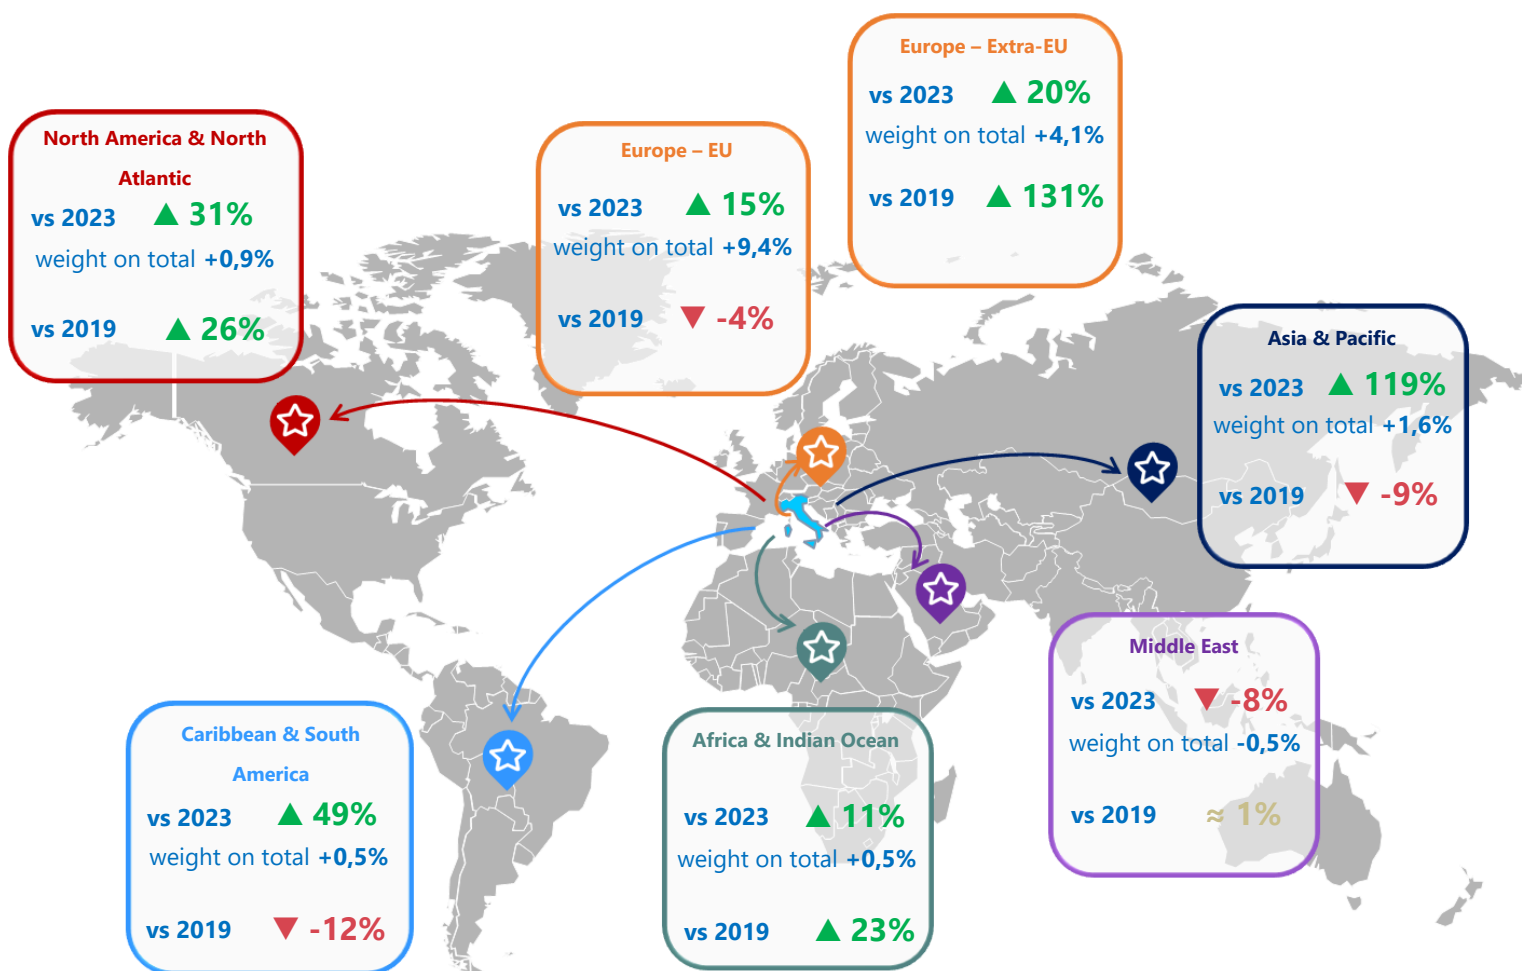 Europe – Extra-EU
vs 2023 ▲ 20%
weight on total +4,1%
vs 2019 ▲ 131%
North America & North
Atlantic
vs 2023 ▲ 31%
weight on total +0,9%
vs 2019 ▲ 26%
Europe – EU
vs 2023 ▲ 15%
weight on total +9,4%
vs 2019 ▼ -4%
Asia & Pacific
vs 2023 ▲ 119%
weight on total +1,6%
vs 2019 ▼ -9%
Middle East
vs 2023 ▼ -8%
weight on total -0,5%
vs 2019 ≈ 1%
Caribbean & South
America
vs 2023 ▲ 49%
weight on total +0,5%
vs 2019 ▼ -12%
Africa & Indian Ocean
vs 2023 ▲ 11%
weight on total +0,5%
vs 2019 ▲ 23%